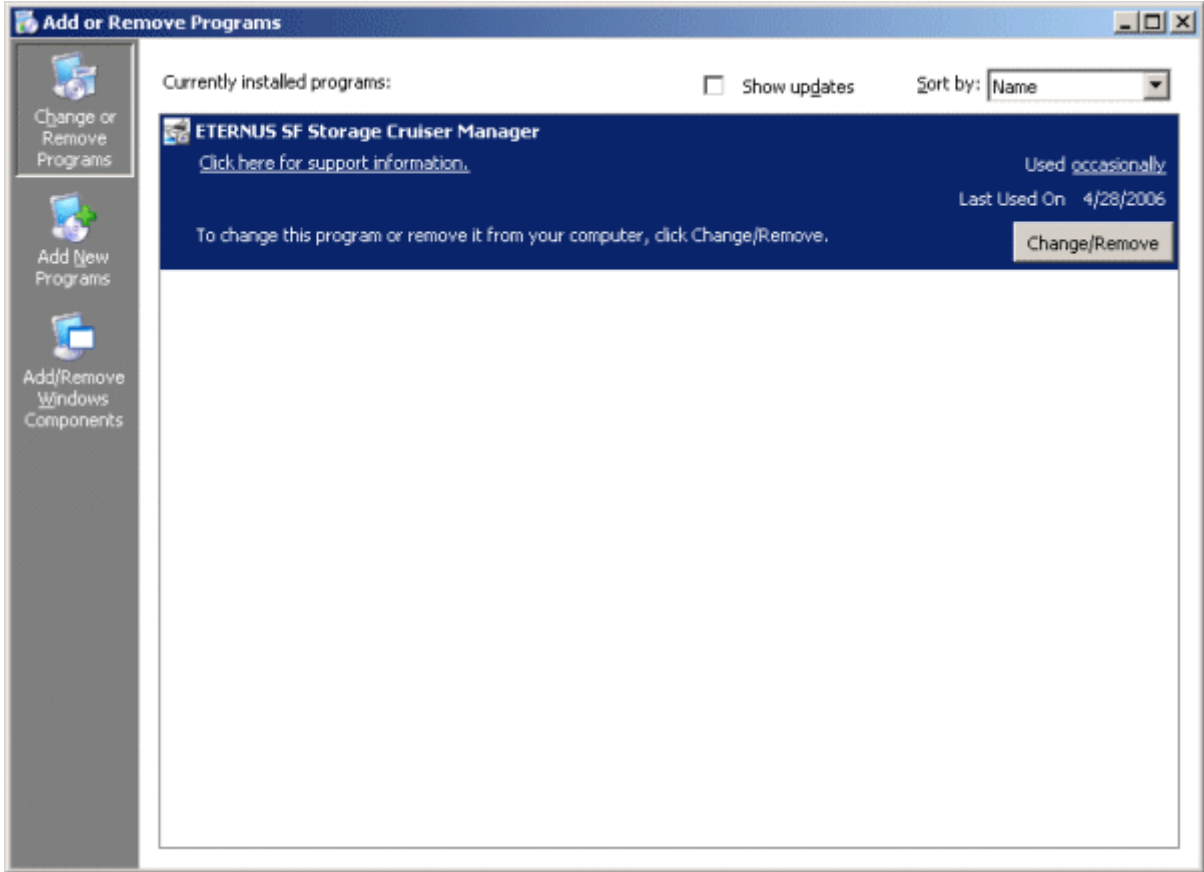 Add or Remove Programs
Change or
Remove
Programs
Add New
Programs
Add/Remove
Windows
Components
Currently installed programs:
Show updates
Sort by: Name
ETERNUS SF Storage Cruiser Manager
Click here for support information.
Used occasionally
Last Used On 4/28/2006
To change this program or remove it from your computer, click Change/Remove.
Change/Remove